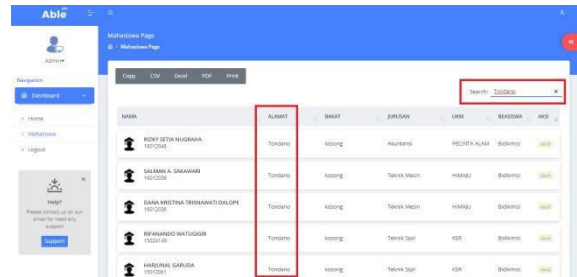 Able
Admin
Mahasiswa Page
Mahasiswa Page
Navigation
Dashboard
Home
Mahasiswa
Logout
Help?
Please contact us on our
email for need any
support
Support
Copy CSV Excel PDF Print
Search: Tondano
NAMA ALAMAT BAKAT JURUSAN UKM BEASISWA AKSI
RIZKY SETIA NUGRAHA Tondano kosong Akuntansi PECINTA ALAM Bidikmisi
16012048
SALMAN A. SAKAWARI Tondano kosong Teknik Mesin HIMAJU Bidikmisi
DANA KRISTINA TRISNAWATI DALOPE Tondano kosong Teknik Mesin HIMAJU Bidikmisi
RIFANANDO WATUGIGIR Tondano kosong Teknik Sipil KSR Bidikmisi
HARJUNAL GARUDA Tondano kosong Teknik Sipil KSR Bidikmisi